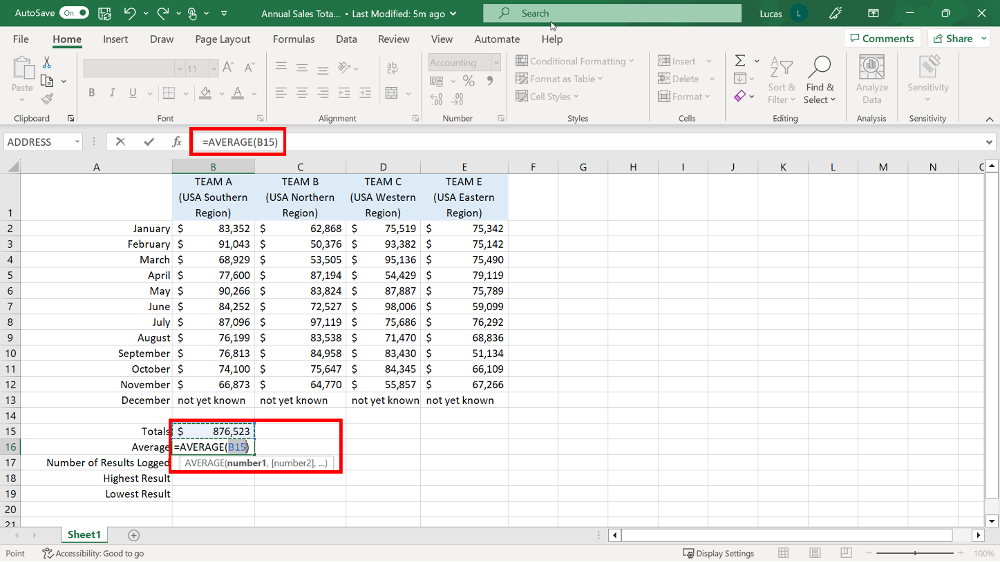 AutoSave On Annual Sales Tota... • Last Modified: 5m ago Search Lucas L
File Home Insert Draw Page Layout Formulas Data Review View Automate Help Comments Share
Paste 11 A A ab Accounting Conditional Formatting Insert Σ A Z Sort & Filter Find & Select Analyze Data Sensitivity
B I U A % 9 Format as Table Delete
.00 .00 Cell Styles Format
Clipboard Font Alignment Number Styles Cells Editing Analysis Sensitivity
ADDRESS fx =AVERAGE(B15)
A B C D E F G H I J K L M N
1 TEAM A (USA Southern Region) TEAM B (USA Northern Region) TEAM C (USA Western Region) TEAM E (USA Eastern Region)
2 January $ 83,352 $ 62,868 $ 75,519 $ 75,342
3 February $ 91,043 $ 50,376 $ 93,382 $ 75,142
4 March $ 68,929 $ 53,505 $ 95,136 $ 75,490
5 April $ 77,600 $ 87,194 $ 54,429 $ 79,119
6 May $ 90,266 $ 83,824 $ 87,887 $ 75,789
7 June $ 84,252 $ 72,527 $ 98,006 $ 59,099
8 July $ 87,096 $ 97,119 $ 75,686 $ 76,292
9 August $ 76,199 $ 83,538 $ 71,470 $ 68,836
10 September $ 76,813 $ 84,958 $ 83,430 $ 51,134
11 October $ 74,100 $ 75,647 $ 84,345 $ 66,109
12 November $ 66,873 $ 64,770 $ 55,857 $ 67,266
13 December not yet known not yet known not yet known not yet known
14
15 Totals $ 876,523
16 Average =AVERAGE(B15)
17 Number of Results Logged AVERAGE(number1, [number2], ...)
18 Highest Result
19 Lowest Result
20
21
Sheet1
Point Accessibility: Good to go Display Settings 100%